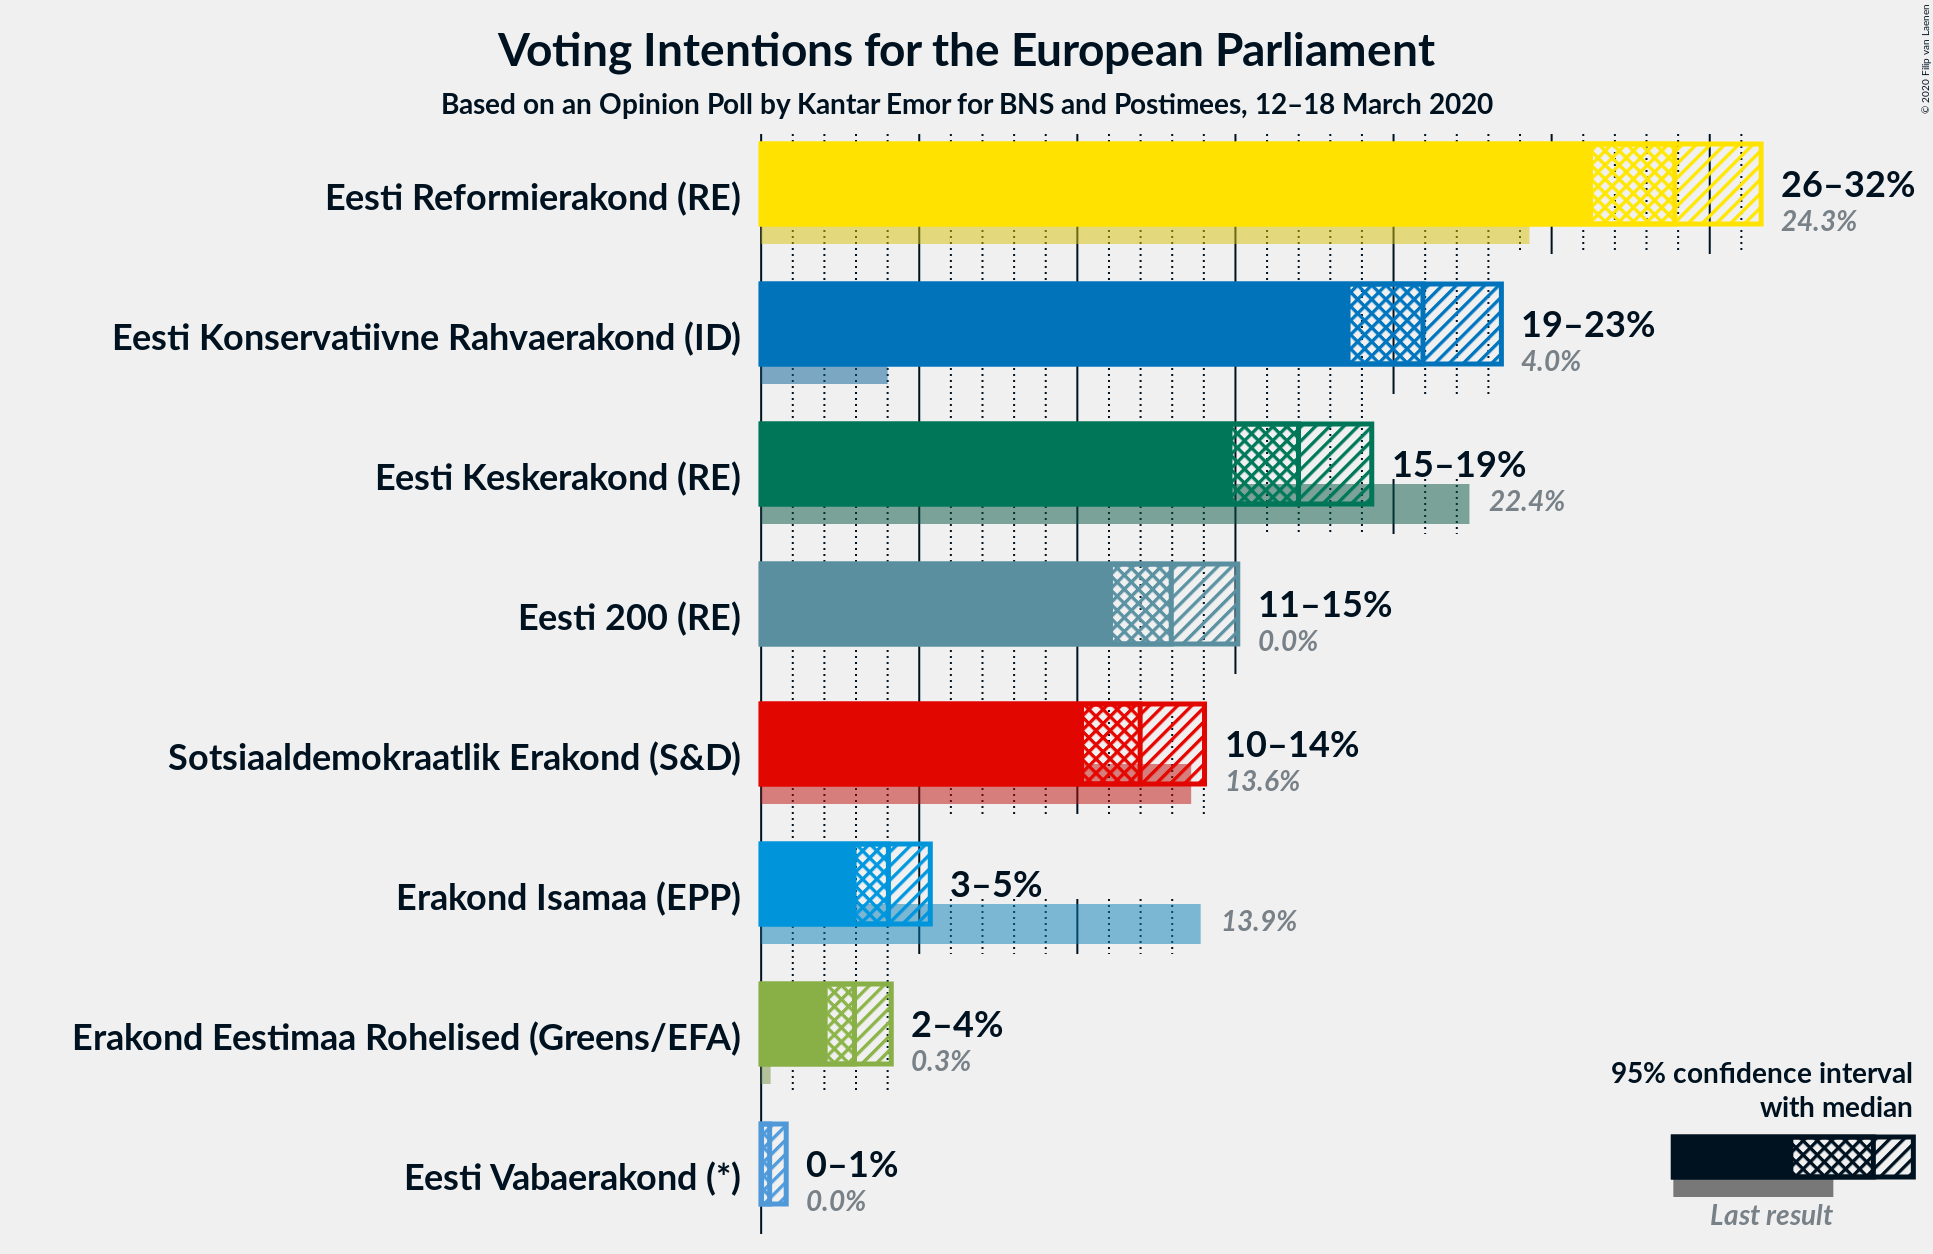 Voting Intentions for the European Parliament
Based on an Opinion Poll by Kantar Emor for BNS and Postimees, 12–18 March 2020
© 2020 Filip van Laenen
Eesti Reformierakond (RE)
26–32%
24.3%
Eesti Konservatiivne Rahvaerakond (ID)
19–23%
4.0%
Eesti Keskerakond (RE)
15–19%
22.4%
Eesti 200 (RE)
11–15%
0.0%
Sotsiaaldemokraatlik Erakond (S&D)
10–14%
13.6%
Erakond Isamaa (EPP)
3–5%
13.9%
Erakond Eestimaa Rohelised (Greens/EFA)
2–4%
0.3%
Eesti Vabaerakond (*)
0–1%
0.0%
95% confidence interval
with median
Last result